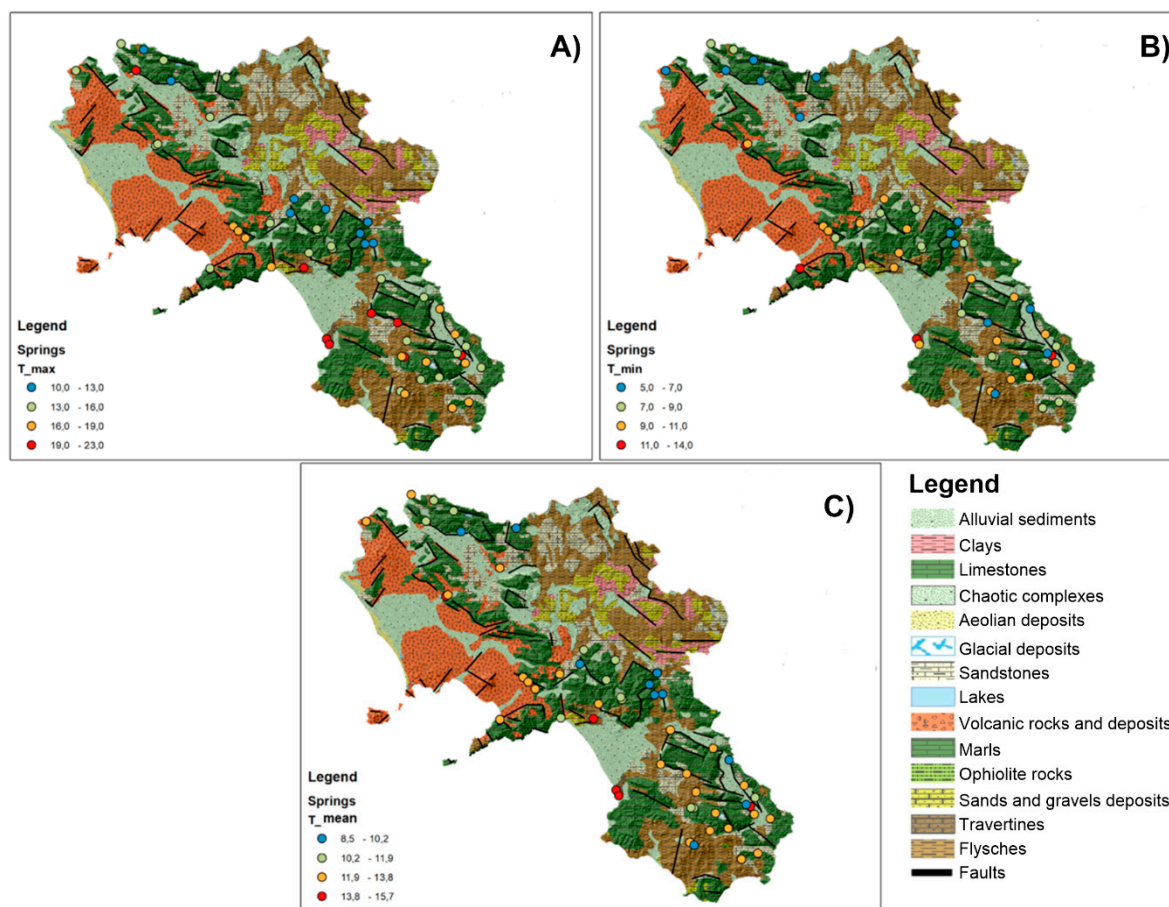 A)
Legend
Springs
T_max
10,0 - 13,0
13,0 - 16,0
16,0 - 19,0
19,0 - 23,0
B)
Legend
Springs
T_min
5,0 - 7,0
7,0 - 9,0
9,0 - 11,0
11,0 - 14,0
C)
Legend
Springs
T_mean
8,5 - 10,2
10,2 - 11,9
11,9 - 13,8
13,8 - 15,7
Legend
Alluvial sediments
Clays
Limestones
Chaotic complexes
Aeolian deposits
Glacial deposits
Sandstones
Lakes
Volcanic rocks and deposits
Marls
Ophiolite rocks
Sands and gravels deposits
Travertines
Flysches
Faults